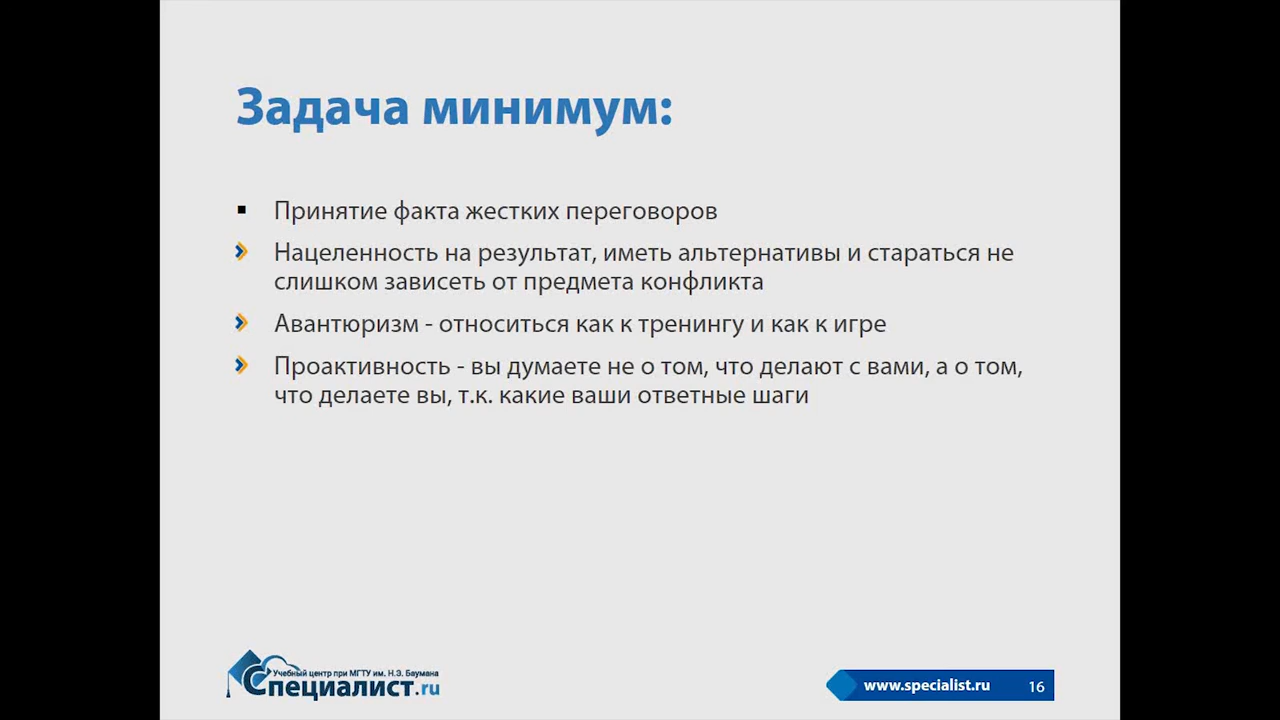 Задача минимум:
Принятие факта жестких переговоров
Нацеленность на результат, иметь альтернативы и стараться не
слишком зависеть от предмета конфликта
Авантюризм - относиться как к тренингу и как к игре
Проактивность - вы думаете не о том, что делают с вами, а о том,
что делаете вы, т.к. какие ваши ответные шаги
Учебный центр при МГТУ им. Н.Э. Баумана
Специалист.ru
www.specialist.ru 16